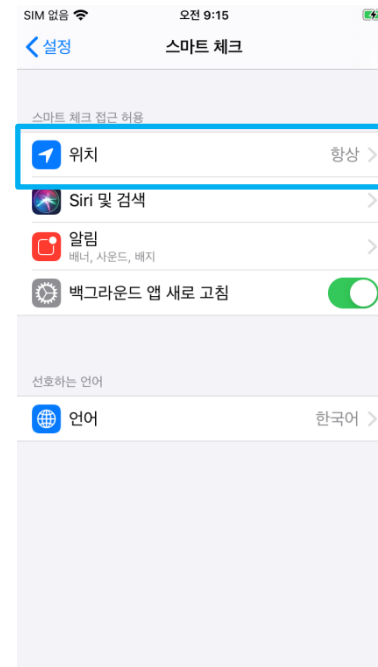 SIM 없음 오전 9:15
설정 스마트 체크
스마트 체크 접근 허용
위치 항상
Siri 및 검색
알림
배너, 사운드, 배지
백그라운드 앱 새로 고침
선호하는 언어
언어 한국어